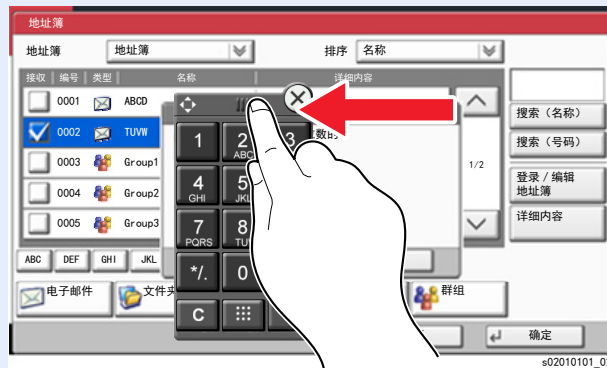 地址簿
地址簿 地址簿 排序 名称
接收 编号 类型 名称 详细内容
0001 ABCD
0002 TUVW
0003 Group1
0004 Group2
0005 Group3
数的
1/2
搜索（名称）
搜索（号码）
登录 / 编辑
地址簿
详细内容
1 2 ABC 3
4 GHI 5 JKL
7 PQRS 8
*/. 0
C
ABC DEF GHI JKL
电子邮件 文件夹 群组
确定